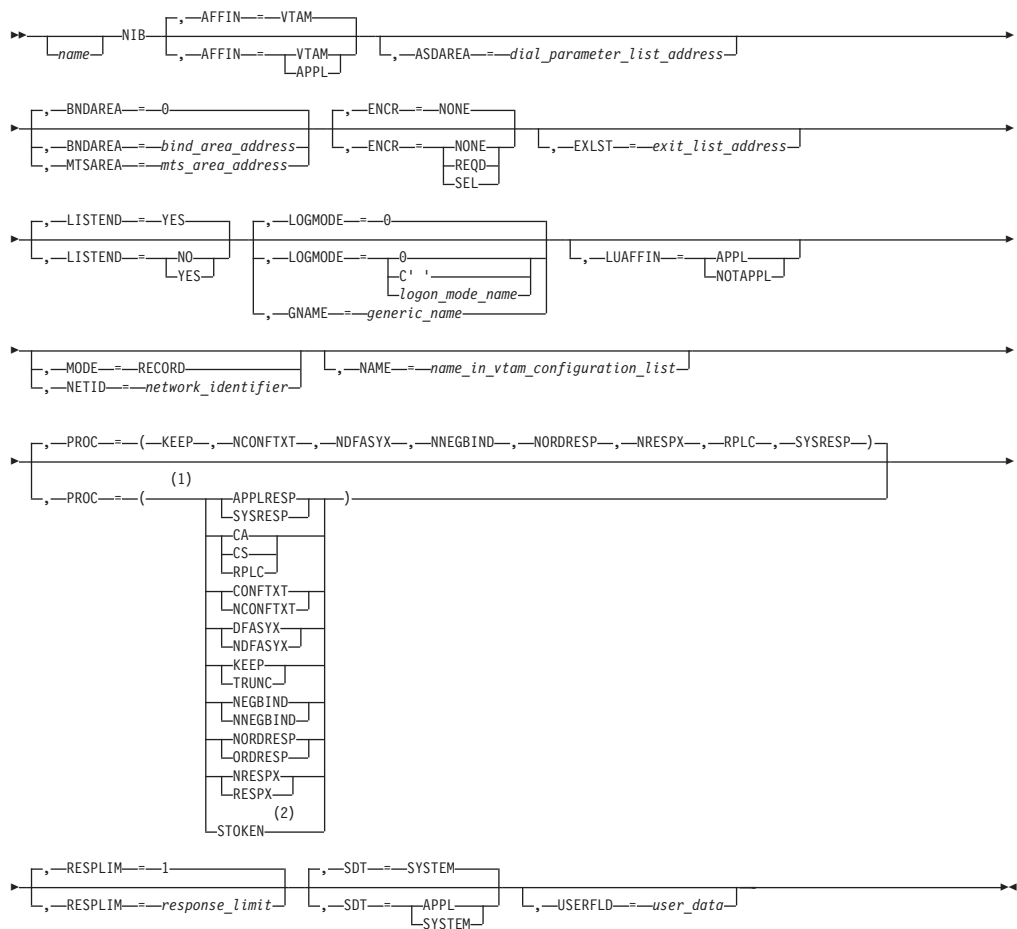 ,—AFFIN—=—VTAM
name NIB ,—AFFIN—=—VTAM ,—ASDAREA—=—dial_parameter_list_address
APPL
,—BNDAREA—=—0 ,—ENCR—=—NONE
,—BNDAREA—=—bind_area_address ,—ENCR—=—NONE ,—EXLST—=—exit_list_address
,—MTSAREA—=—mts_area_address REQD
SEL
,—LISTEND—=—YES ,—LOGMODE—=—0
,—LISTEND—=—NO ,—LOGMODE—=—0 ,—LUAFFIN—=—APPL
YES C' ' NOTAPPL
logon_mode_name
,—GNAME—=—generic_name
,—MODE—=—RECORD ,—NAME—=—name_in_vtam_configuration_list
,—NETID—=—network_identifier
,—PROC—=—(—KEEP—,—NCONFTXT—,—NDFASYX—,—NNEGBIND—,—NORDRESP—,—NRESPX—,—RPLC—,—SYSRESP—)
(1)
,—PROC—=—( APPLRESP )
SYSRESP
CA
CS
RPLC
CONFTXT
NCONFTXT
DFASYX
NDFASYX
KEEP
TRUNC
NEGBIND
NNEGBIND
NORDRESP
ORDRESP
NRESPX
RESPX
(2)
STOKEN
,—RESPLIM—=—1 ,—SDT—=—SYSTEM
,—RESPLIM—=—response_limit ,—SDT—=—APPL ,—USERFLD—=—user_data
SYSTEM